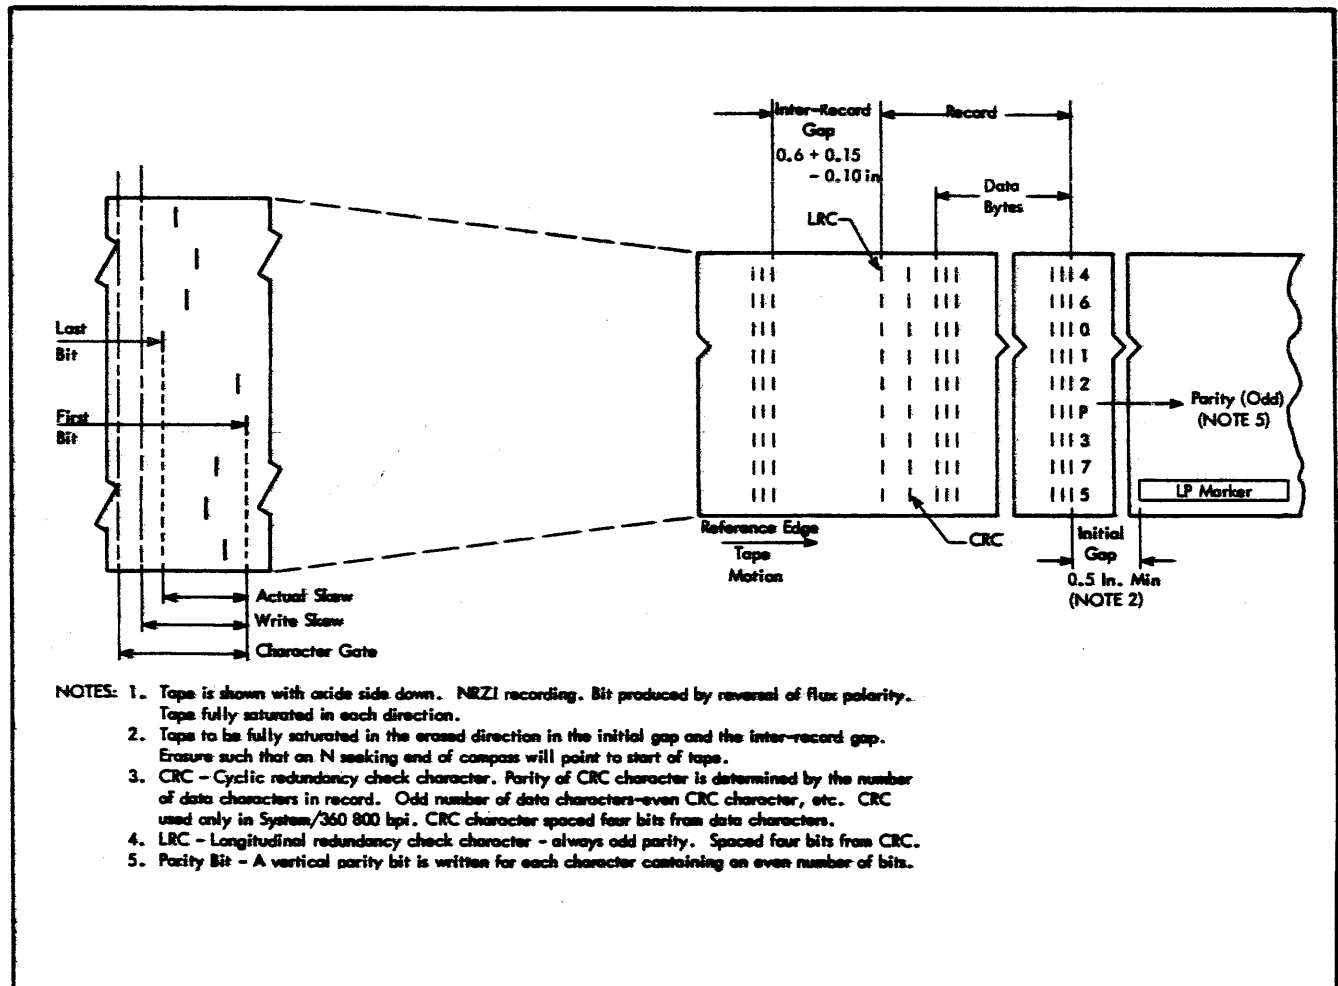 Inter-Record
Gap
0.6 + 0.15
- 0.10 in
Record
Data
Bytes
LRC
4
6
0
1
2
P
3
7
5
Last
Bit
First
Bit
Parity (Odd)
(NOTE 5)
LP Marker
Reference Edge
Tape
Motion
CRC
Initial
Gap
0.5 In. Min
(NOTE 2)
Actual Skew
Write Skew
Character Gate
NOTES: 1. Tape is shown with oxide side down. NRZI recording. Bit produced by reversal of flux polarity.
Tape fully saturated in each direction.
2. Tape to be fully saturated in the erased direction in the initial gap and the inter-record gap.
Erasure such that an N seeking end of compass will point to start of tape.
3. CRC - Cyclic redundancy check character. Parity of CRC character is determined by the number
of data characters in record. Odd number of data characters-even CRC character, etc. CRC
used only in System/360 800 bpi. CRC character spaced four bits from data characters.
4. LRC - Longitudinal redundancy check character - always odd parity. Spaced four bits from CRC.
5. Parity Bit - A vertical parity bit is written for each character containing an even number of bits.